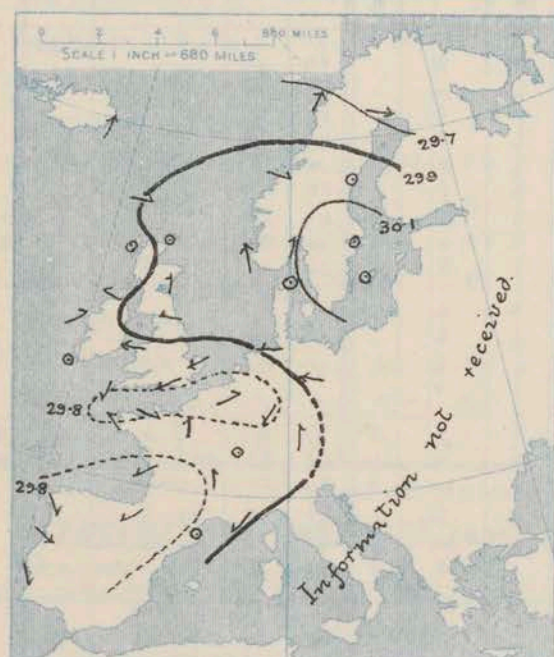 0 2 4 6 880 MILES
SCALE 1 INCH = 680 MILES
29·7
29·9
30·1
29·8
29·8
Information not received.